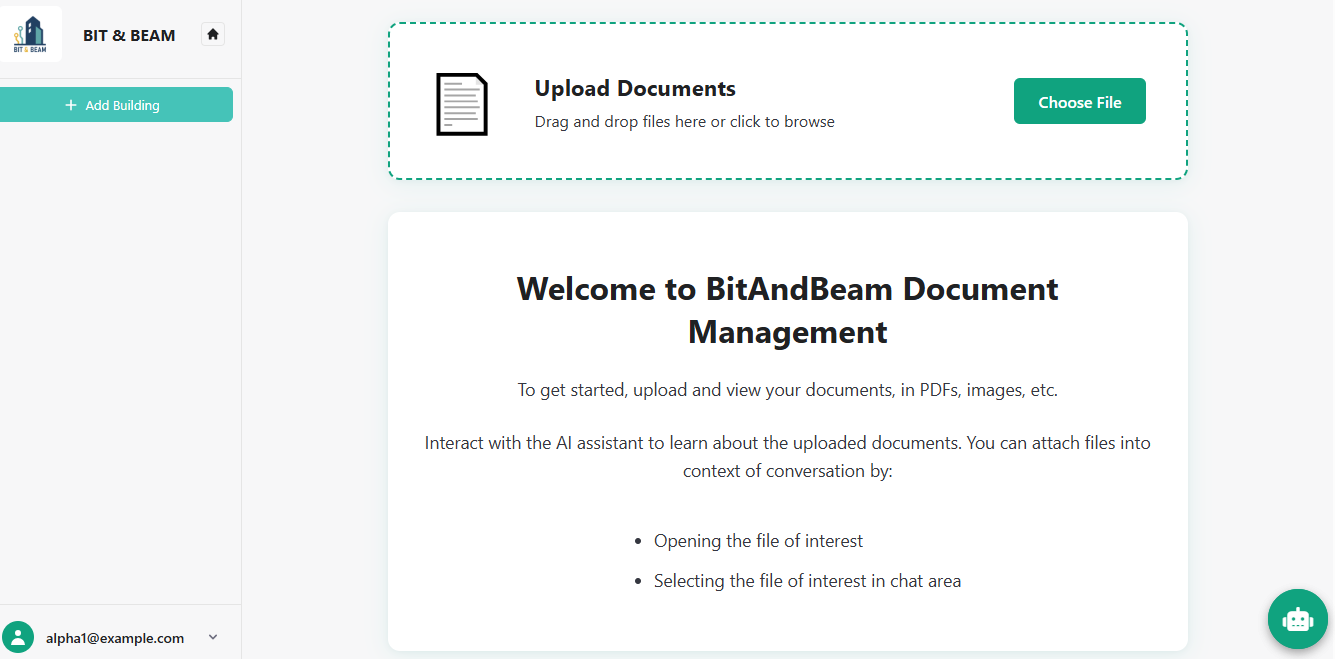 BIT & BEAM
BIT & BEAM
+ Add Building
Upload Documents
Drag and drop files here or click to browse
Choose File
Welcome to BitAndBeam Document
Management
To get started, upload and view your documents, in PDFs, images, etc.
Interact with the AI assistant to learn about the uploaded documents. You can attach files into
context of conversation by:
• Opening the file of interest
• Selecting the file of interest in chat area
alpha1@example.com